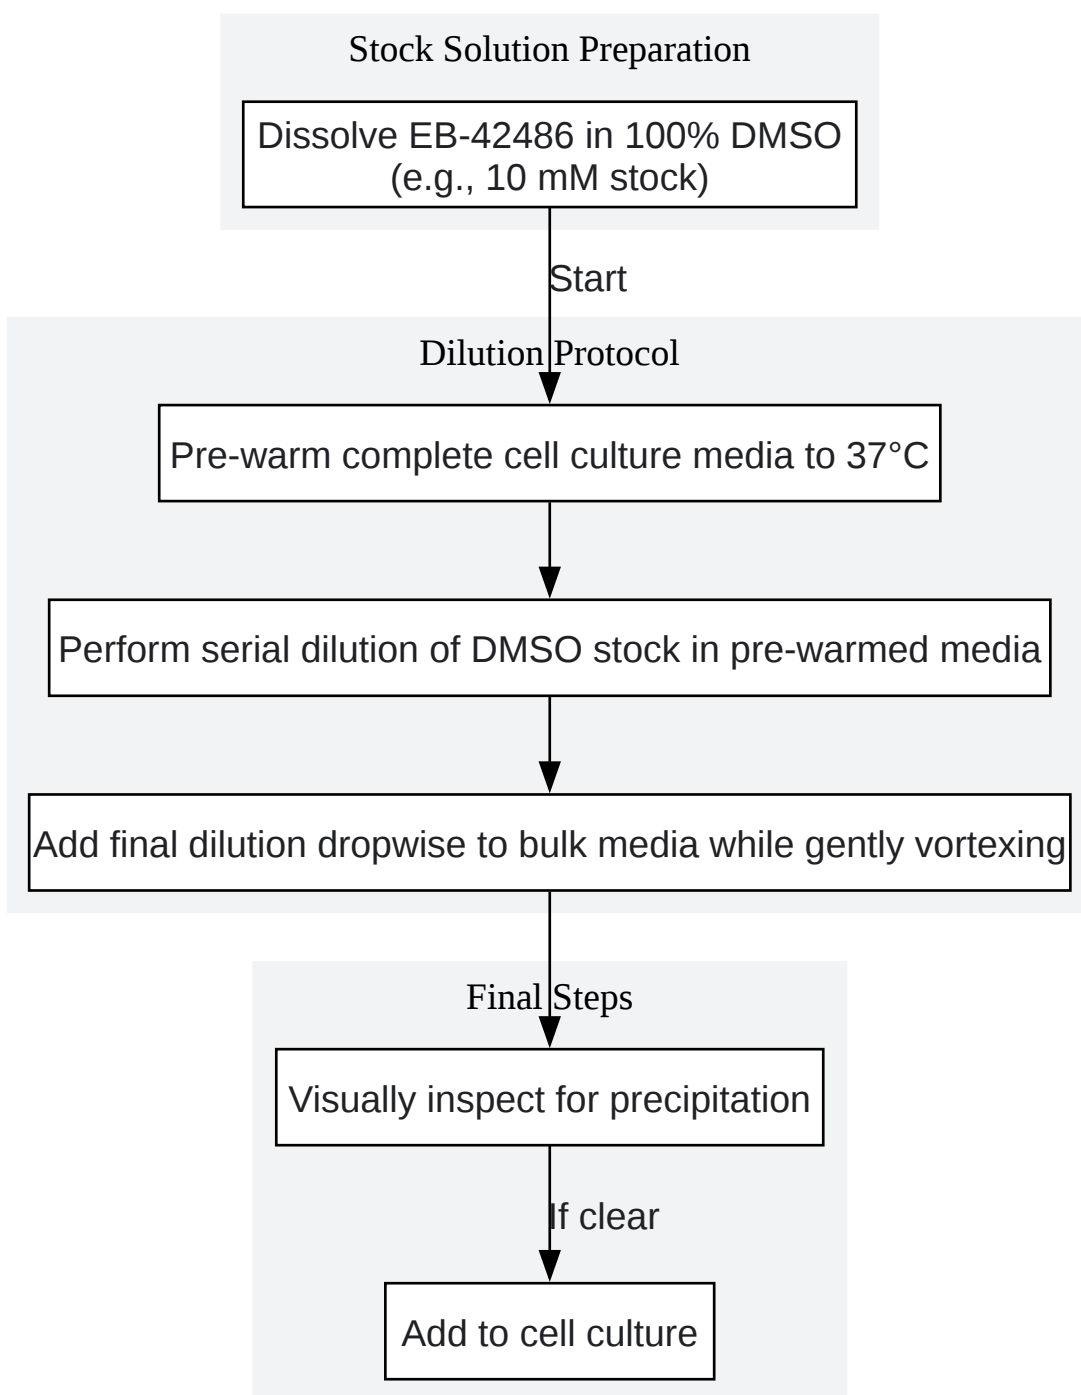 Stock Solution Preparation
Dissolve EB-42486 in 100% DMSO
(e.g., 10 mM stock)
Start
Dilution Protocol
Pre-warm complete cell culture media to 37°C
Perform serial dilution of DMSO stock in pre-warmed media
Add final dilution dropwise to bulk media while gently vortexing
Final Steps
Visually inspect for precipitation
If clear
Add to cell culture